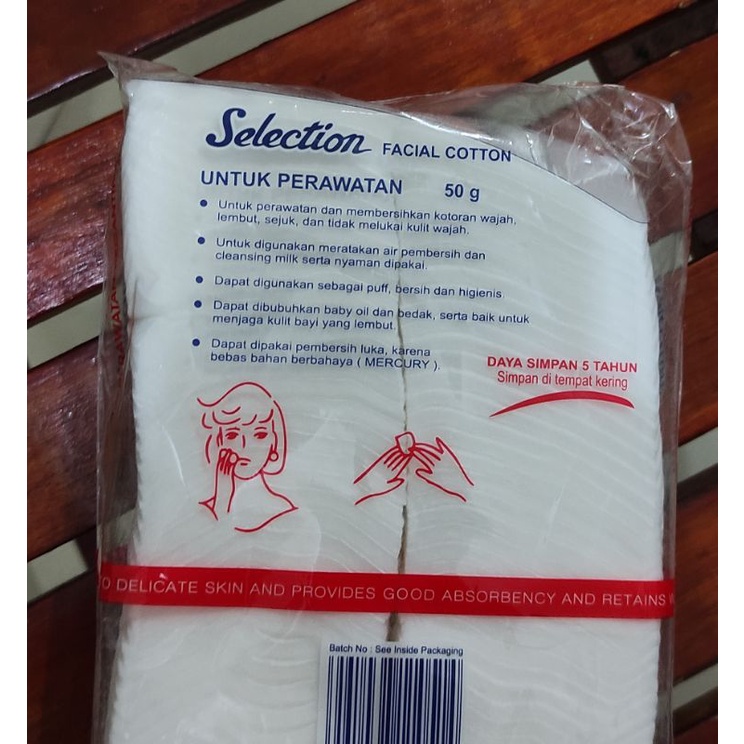 Selection FACIAL COTTON
UNTUK PERAWATAN 50 g
• Untuk perawatan dan membersihkan kotoran wajah,
lembut, sejuk, dan tidak melukai kulit wajah.
• Untuk digunakan meratakan air pembersih dan
cleansing milk serta nyaman dipakai.
• Dapat digunakan sebagai puff, bersih dan higienis.
• Dapat dibubuhkan baby oil dan bedak, serta baik untuk
menjaga kulit bayi yang lembut.
• Dapat dipakai pembersih luka, karena
bebas bahan berbahaya ( MERCURY ).
DAYA SIMPAN 5 TAHUN
Simpan di tempat kering
O DELICATE SKIN AND PROVIDES GOOD ABSORBENCY AND RETAINS
Batch No : See Inside Packaging